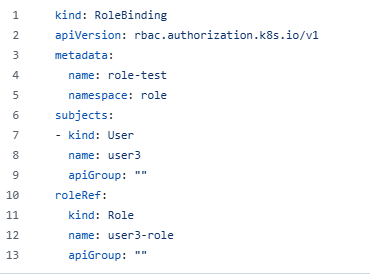 1 kind: RoleBinding
2 apiVersion: rbac.authorization.k8s.io/v1
3 metadata:
4   name: role-test
5   namespace: role
6 subjects:
7 - kind: User
8   name: user3
9   apiGroup: ""
10 roleRef:
11   kind: Role
12   name: user3-role
13   apiGroup: ""